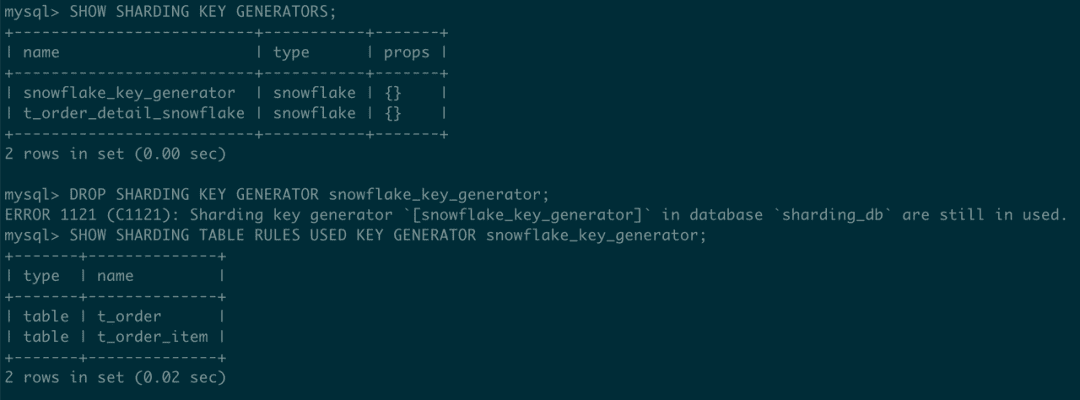 mysql> SHOW SHARDING KEY GENERATORS;
+--------------------------+-----------+-------+
| name                     | type      | props |
+--------------------------+-----------+-------+
| snowflake_key_generator  | snowflake | {}    |
| t_order_detail_snowflake | snowflake | {}    |
+--------------------------+-----------+-------+
2 rows in set (0.00 sec)

mysql> DROP SHARDING KEY GENERATOR snowflake_key_generator;
ERROR 1121 (C1121): Sharding key generator `[snowflake_key_generator]` in database `sharding_db` are still in used.
mysql> SHOW SHARDING TABLE RULES USED KEY GENERATOR snowflake_key_generator;
+-------+--------------+
| type  | name         |
+-------+--------------+
| table | t_order      |
| table | t_order_item |
+-------+--------------+
2 rows in set (0.02 sec)